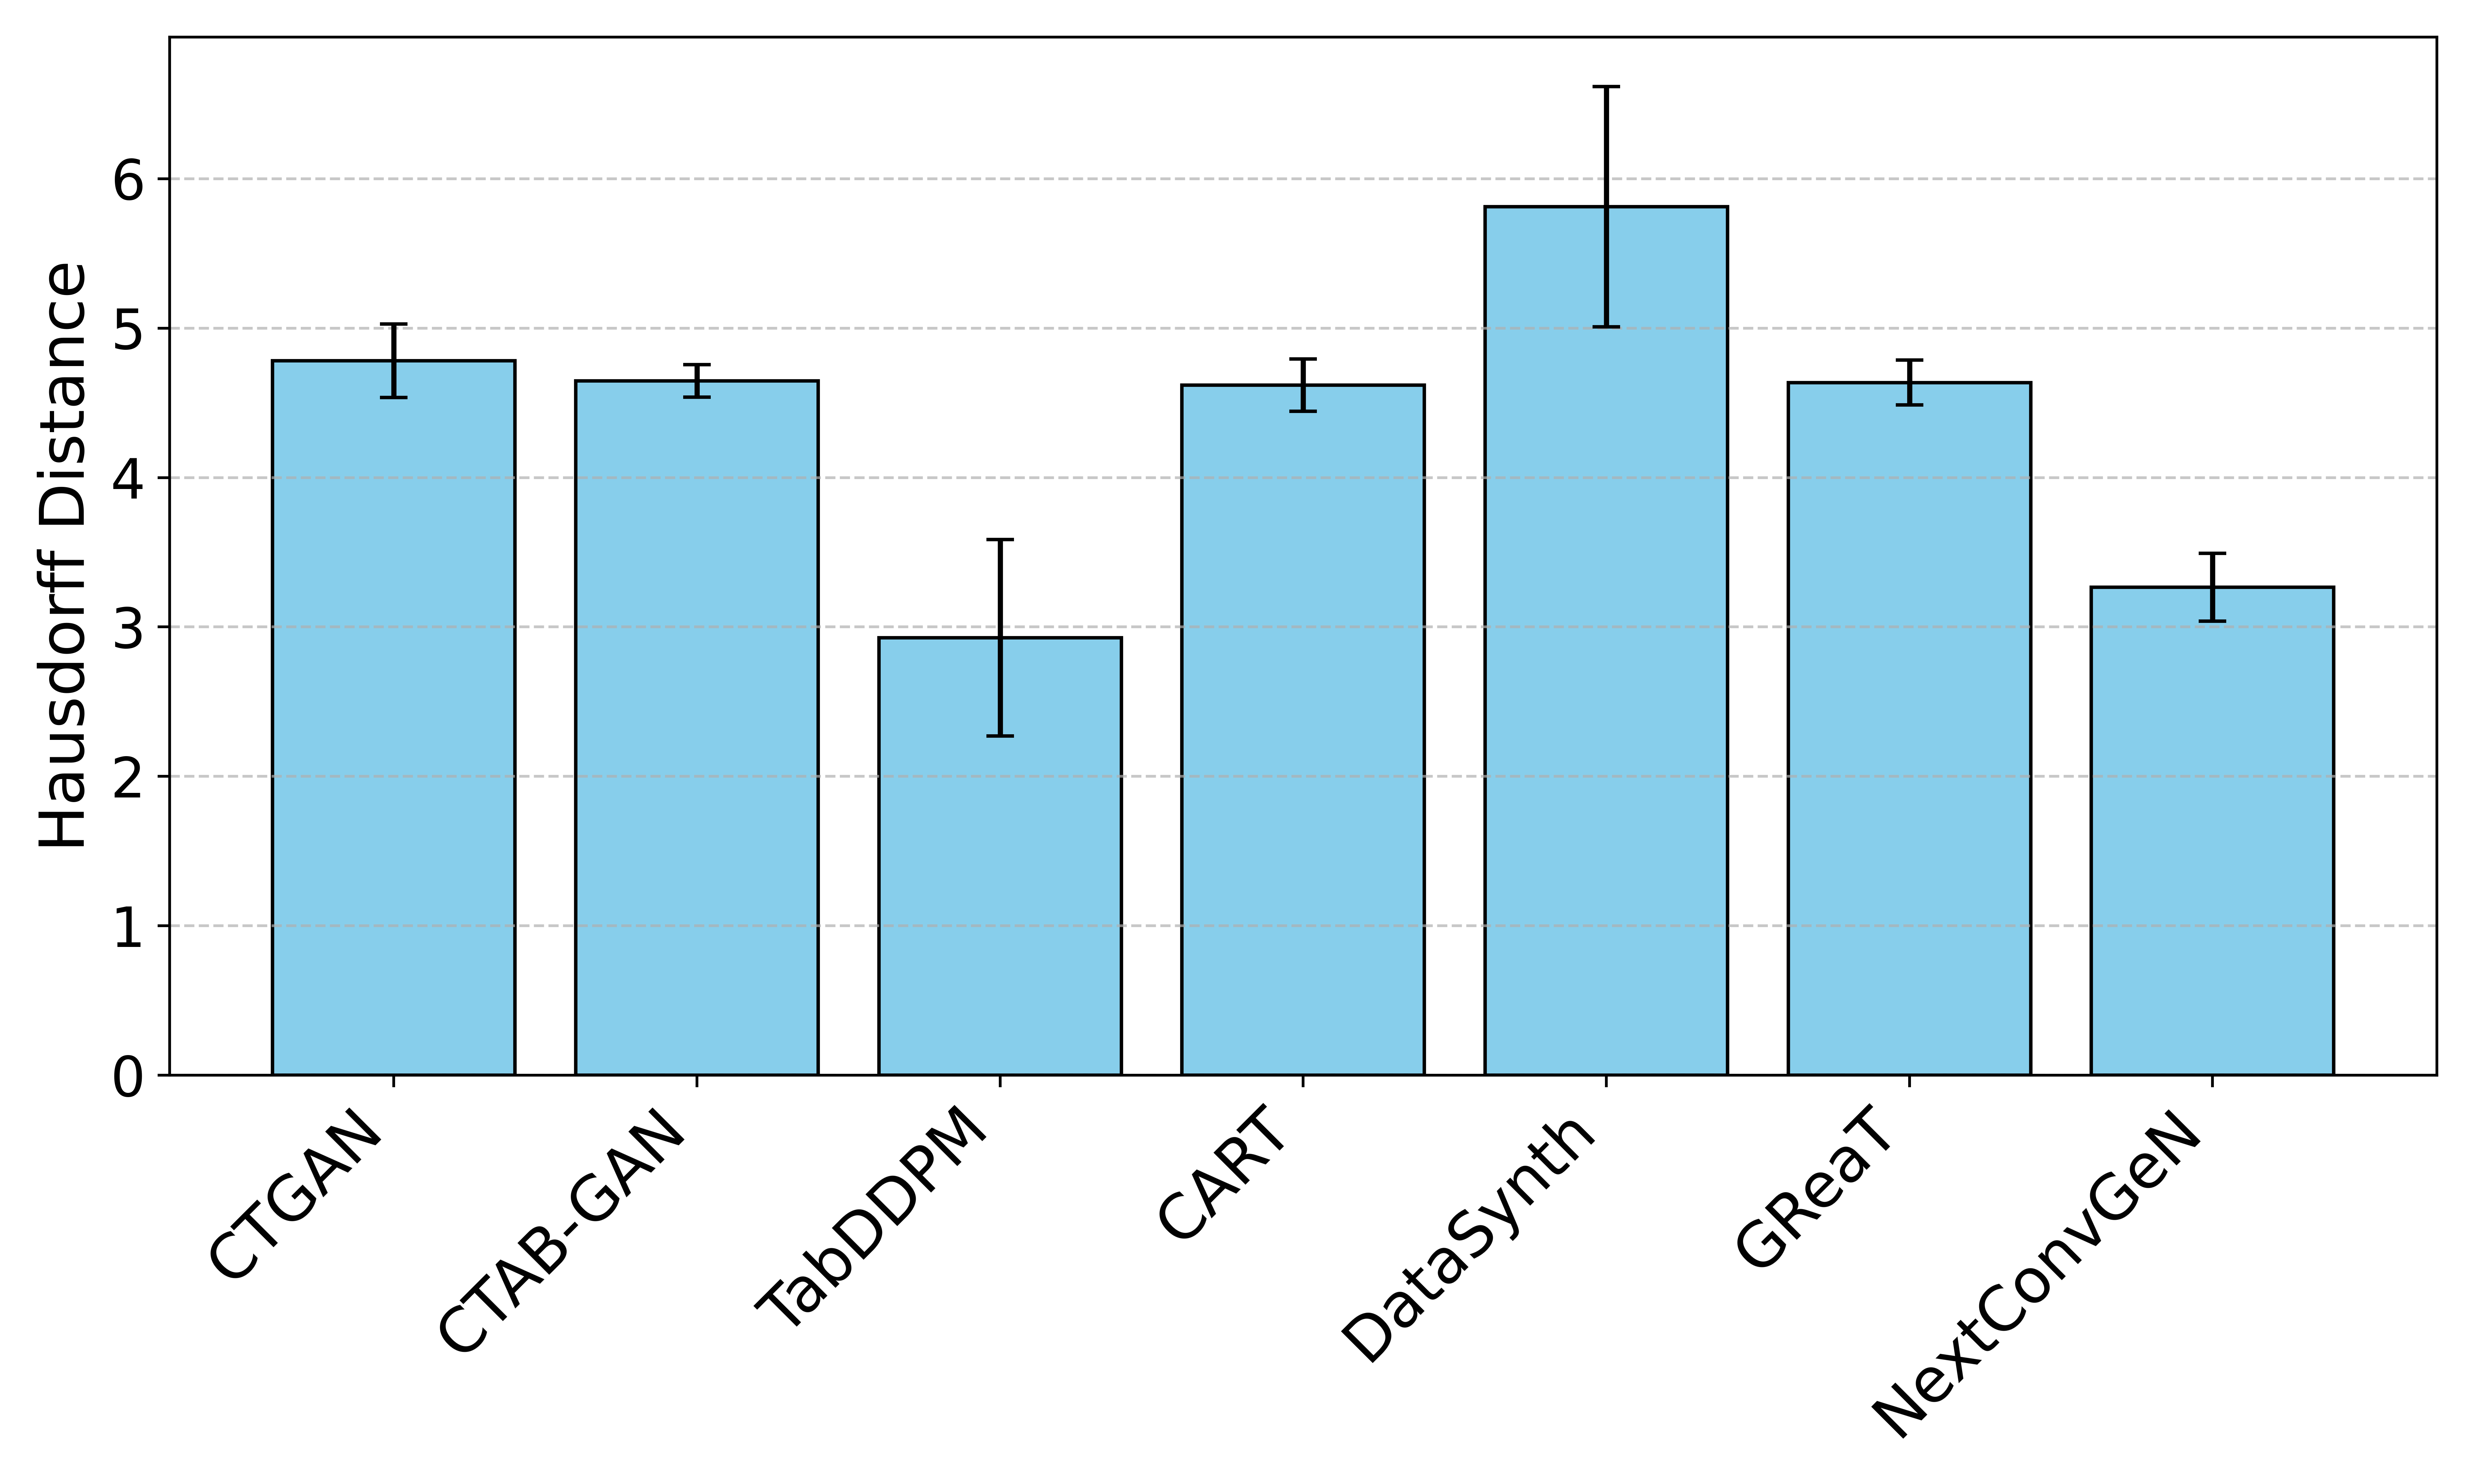 Hausdorff Distance
6
5
4
3
2
1
0
CTGAN
CTAB-GAN
TabDDPM
CART
DataSynth
GReaT
NextConvGeN